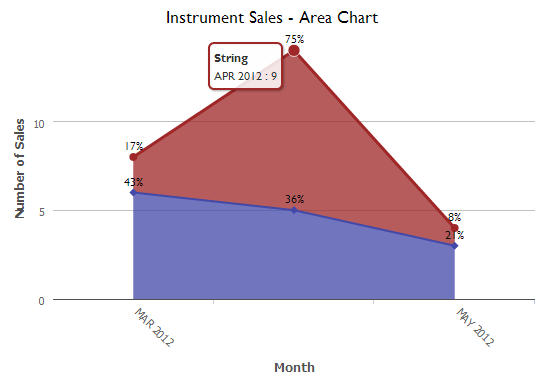 Instrument Sales - Area Chart
75%
String
APR 2012 : 9
10
17%
43%
36%
8%
21%
5
0
Number of Sales
MAR 2012
MAY 2012
Month